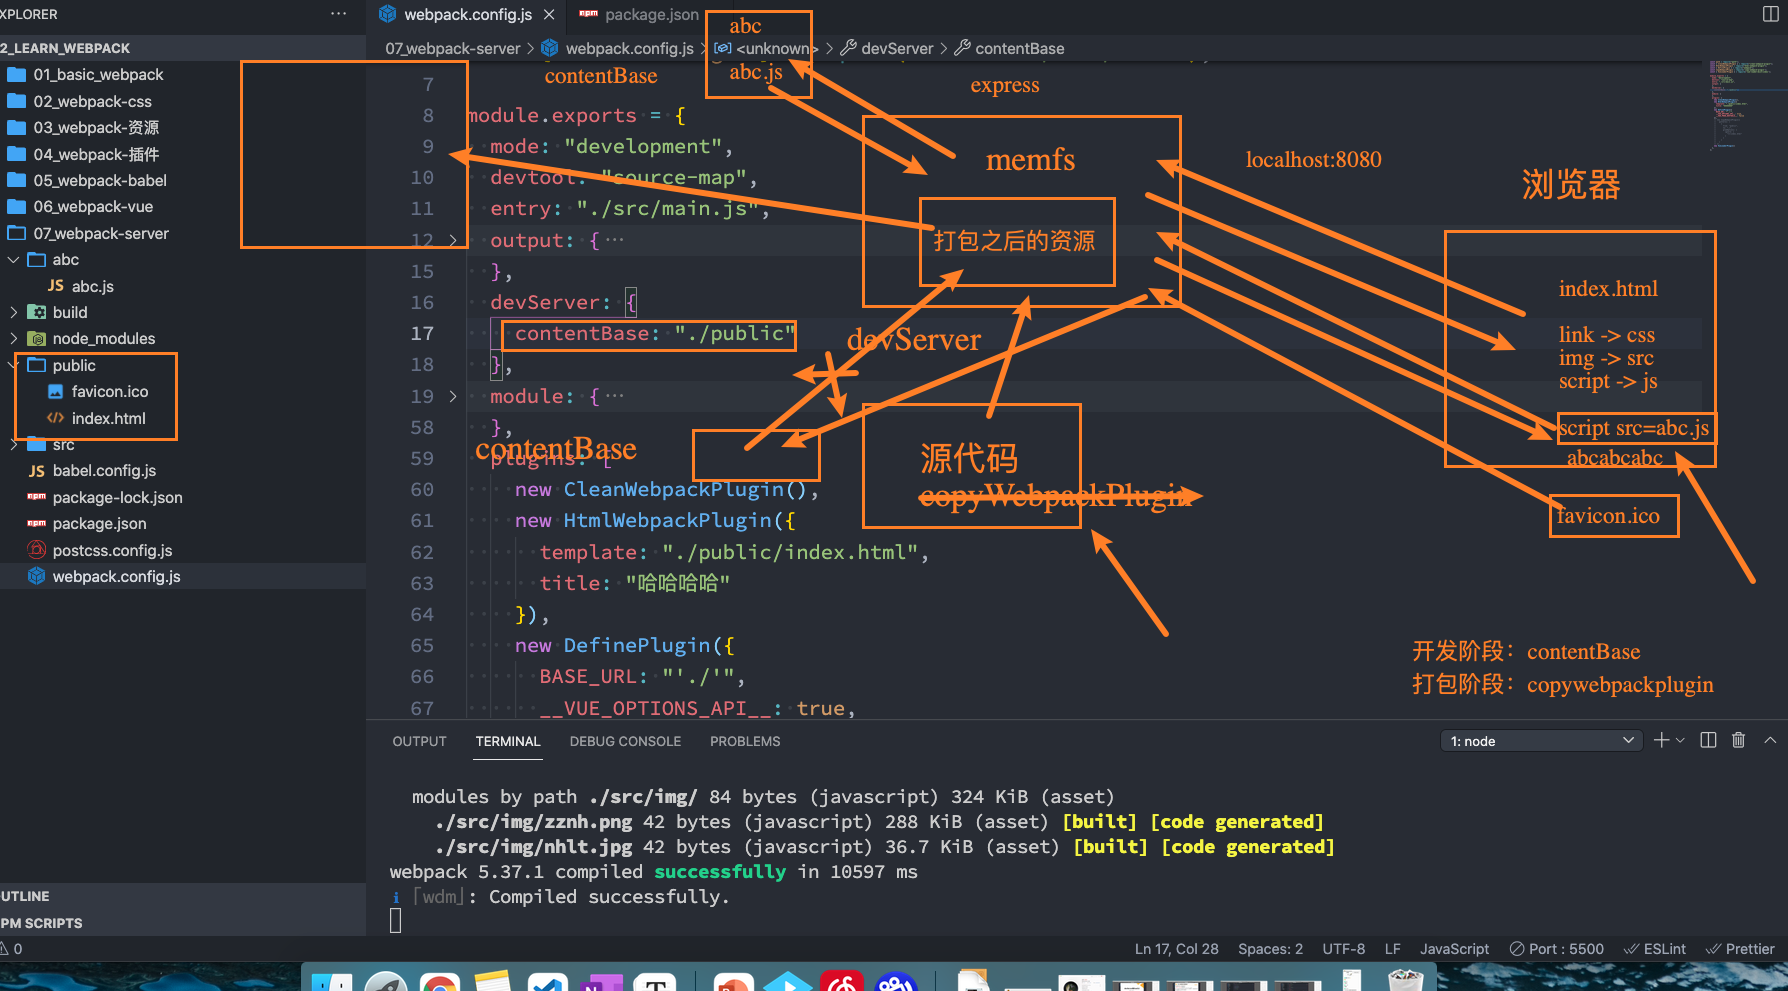 XPLORER
···
webpack.config.js
package.json
2_LEARN_WEBPACK
01_basic_webpack
02_webpack-css
03_webpack-资源
04_webpack-插件
05_webpack-babel
06_webpack-vue
07_webpack-server
abc
JS abc.js
build
node_modules
public
favicon.ico
index.html
src
JS babel.config.js
package-lock.json
package.json
postcss.config.js
webpack.config.js
UTLINE
PM SCRIPTS
0
07_webpack-server > webpack.config.js > <unknown> > devServer > contentBase
abc
abc.js
contentBase
express
7
8 module.exports = {
9 mode: "development",
10 devtool: "source-map",
11 entry: "./src/main.js",
12 output: { ···
15 },
16 devServer: {
17 contentBase: "./public"
18 },
19 module: { ···
58 },
59 plugins: [
60 new CleanWebpackPlugin(),
61 new HtmlWebpackPlugin({
62 template: "./public/index.html",
63 title: "哈哈哈哈"
64 }),
65 new DefinePlugin({
66 BASE_URL: "'./'",
67 __VUE_OPTIONS_API__: true,
memfs
打包之后的资源
localhost:8080
浏览器
index.html
link -> css
img -> src
script -> js
script src=abc.js
abcabcabc
favicon.ico
devServer
contentBase
源代码
copyWebpackPlugin
开发阶段：contentBase
打包阶段：copywebpackplugin
OUTPUT
TERMINAL
DEBUG CONSOLE
PROBLEMS
1: node
modules by path ./src/img/ 84 bytes (javascript) 324 KiB (asset)
./src/img/zznh.png 42 bytes (javascript) 288 KiB (asset) [built] [code generated]
./src/img/nhlt.jpg 42 bytes (javascript) 36.7 KiB (asset) [built] [code generated]
webpack 5.37.1 compiled successfully in 10597 ms
i ｢wdm｣: Compiled successfully.
Ln 17, Col 28
Spaces: 2
UTF-8
LF
JavaScript
Port : 5500
ESLint
Prettier